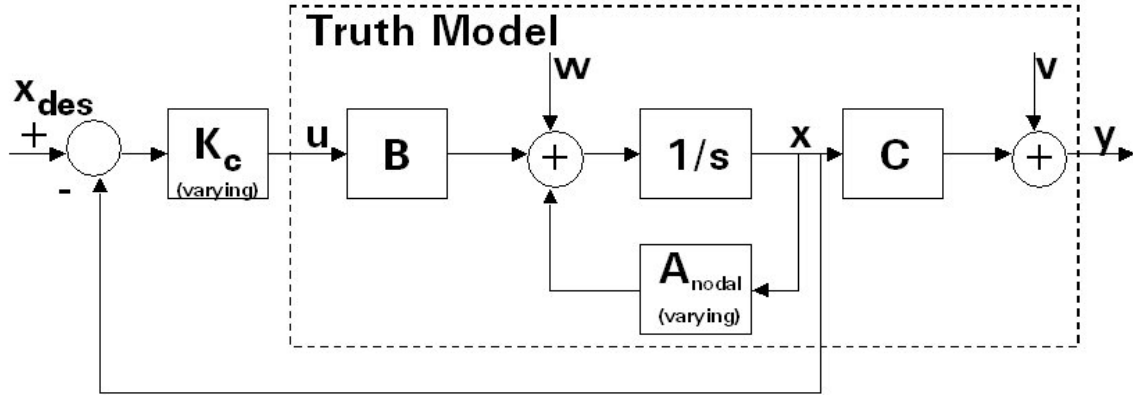 Truth Model
w
v
x_des
+
-
K_c
(varying)
u
B
+
1/s
x
C
+
y
A_nodal
(varying)